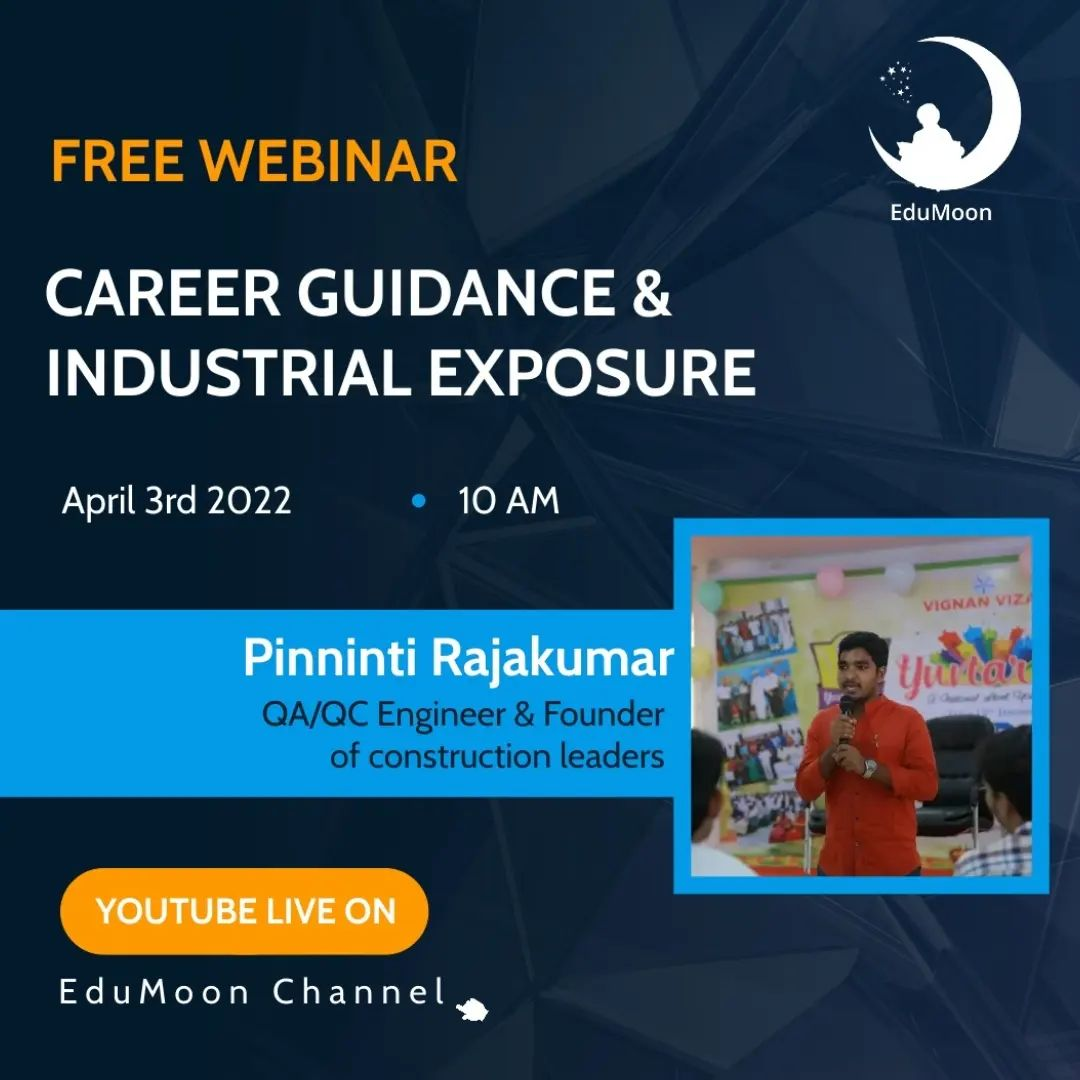 EduMoon
FREE WEBINAR
CAREER GUIDANCE &
INDUSTRIAL EXPOSURE
April 3rd 2022 • 10 AM
Pinninti Rajakumar
QA/QC Engineer & Founder
of construction leaders
VIGNAN VIZA
YOUTUBE LIVE ON
EduMoon Channel